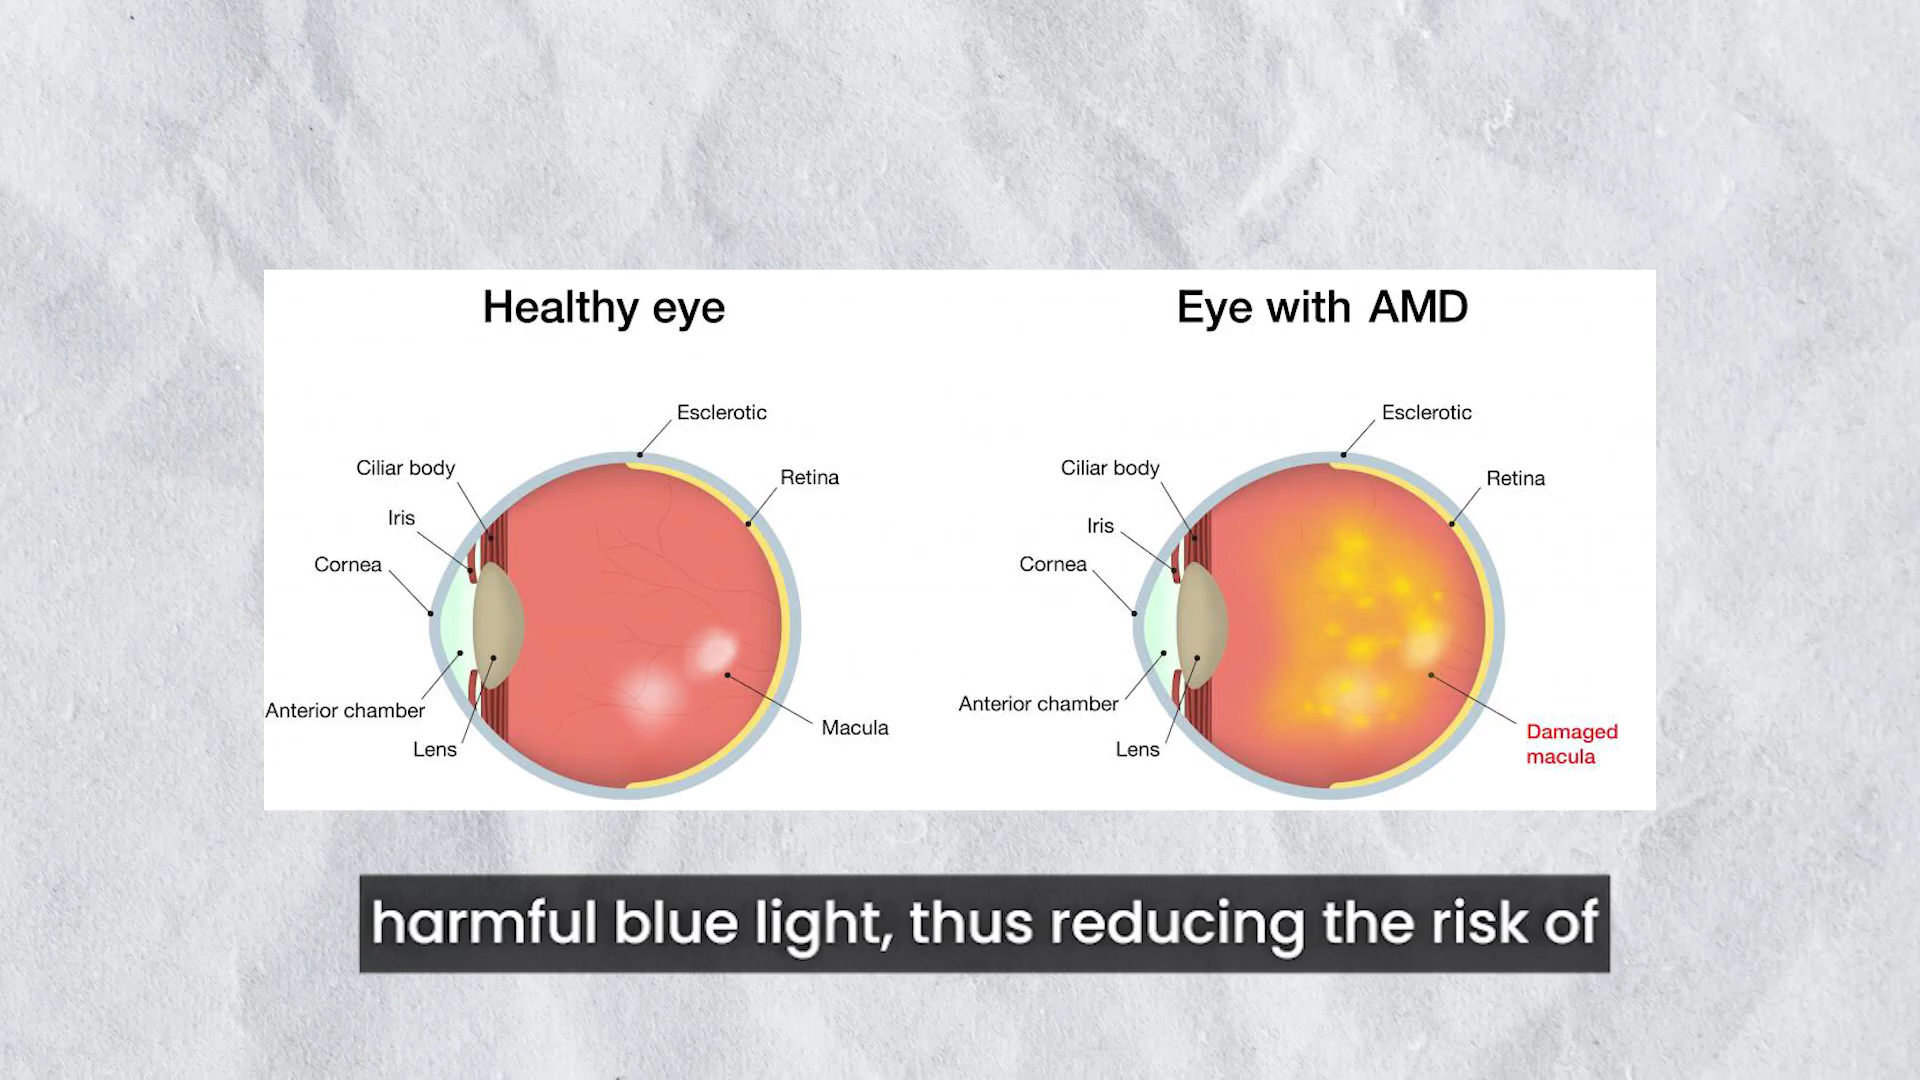 Healthy eye
Esclerotic
Ciliar body
Retina
Iris
Cornea
Anterior chamber
Macula
Lens
Eye with AMD
Esclerotic
Ciliar body
Retina
Iris
Cornea
Anterior chamber
Damaged
macula
Lens
harmful blue light, thus reducing the risk of